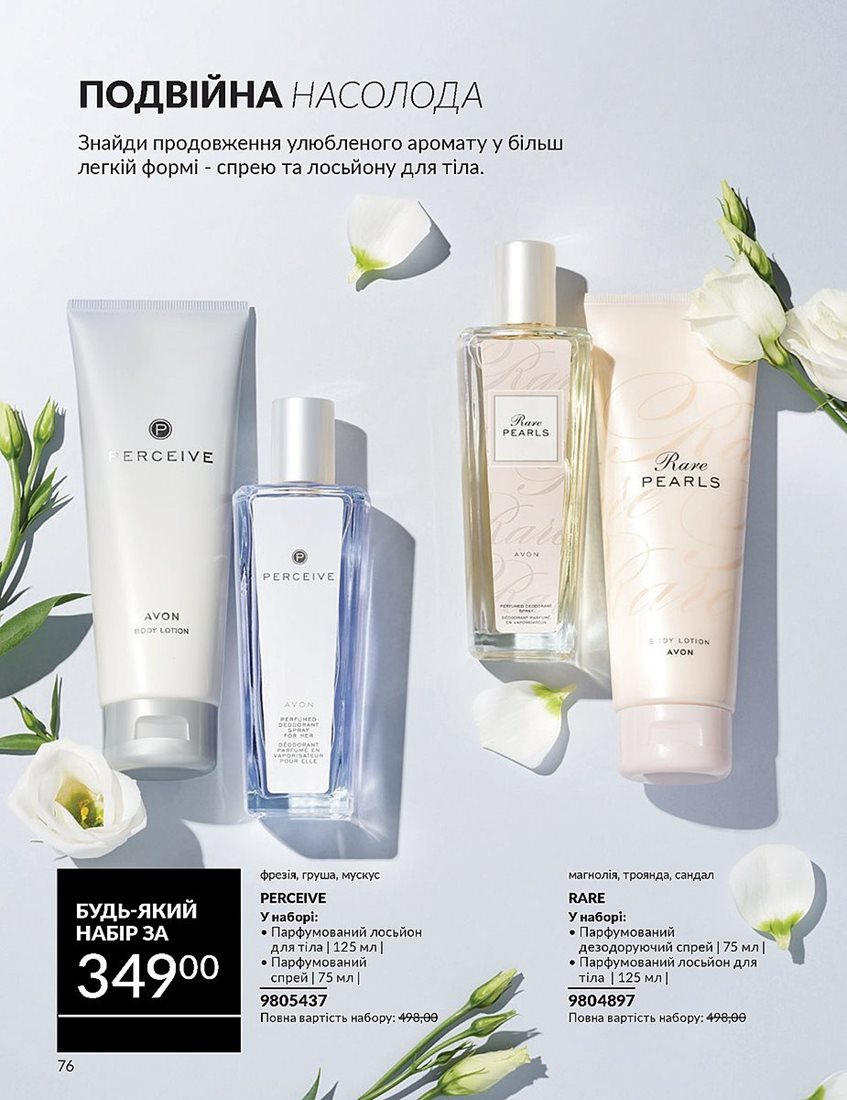 ПОДВІЙНА НАСОЛОДА
Знайди продовження улюбленого аромату у більш
легкій формі - спрею та лосьйону для тіла.
P
PERCEIVE
AVON
BODY LOTION
P
PERCEIVE
AVON
PERFUMED
DEODORANT
SPRAY
FOR HER
DÉODORANT
PARFUMÉ EN
VAPORISATEUR
POUR ELLE
Rare
PEARLS
AVON
PERFUMED DEODORANT
SPRAY
DÉODORANT PARFUMÉ
EN VAPORISATEUR
Rare
PEARLS
BODY LOTION
AVON
БУДЬ-ЯКИЙ
НАБІР ЗА
34900
фрезія, груша, мускус
PERCEIVE
У наборі:
• Парфумований лосьйон
для тіла | 125 мл |
• Парфумований
спрей | 75 мл |
9805437
Повна вартість набору: 498,00
магнолія, троянда, сандал
RARE
У наборі:
• Парфумований
дезодоруючий спрей | 75 мл |
• Парфумований лосьйон для
тіла | 125 мл |
9804897
Повна вартість набору: 498,00
76